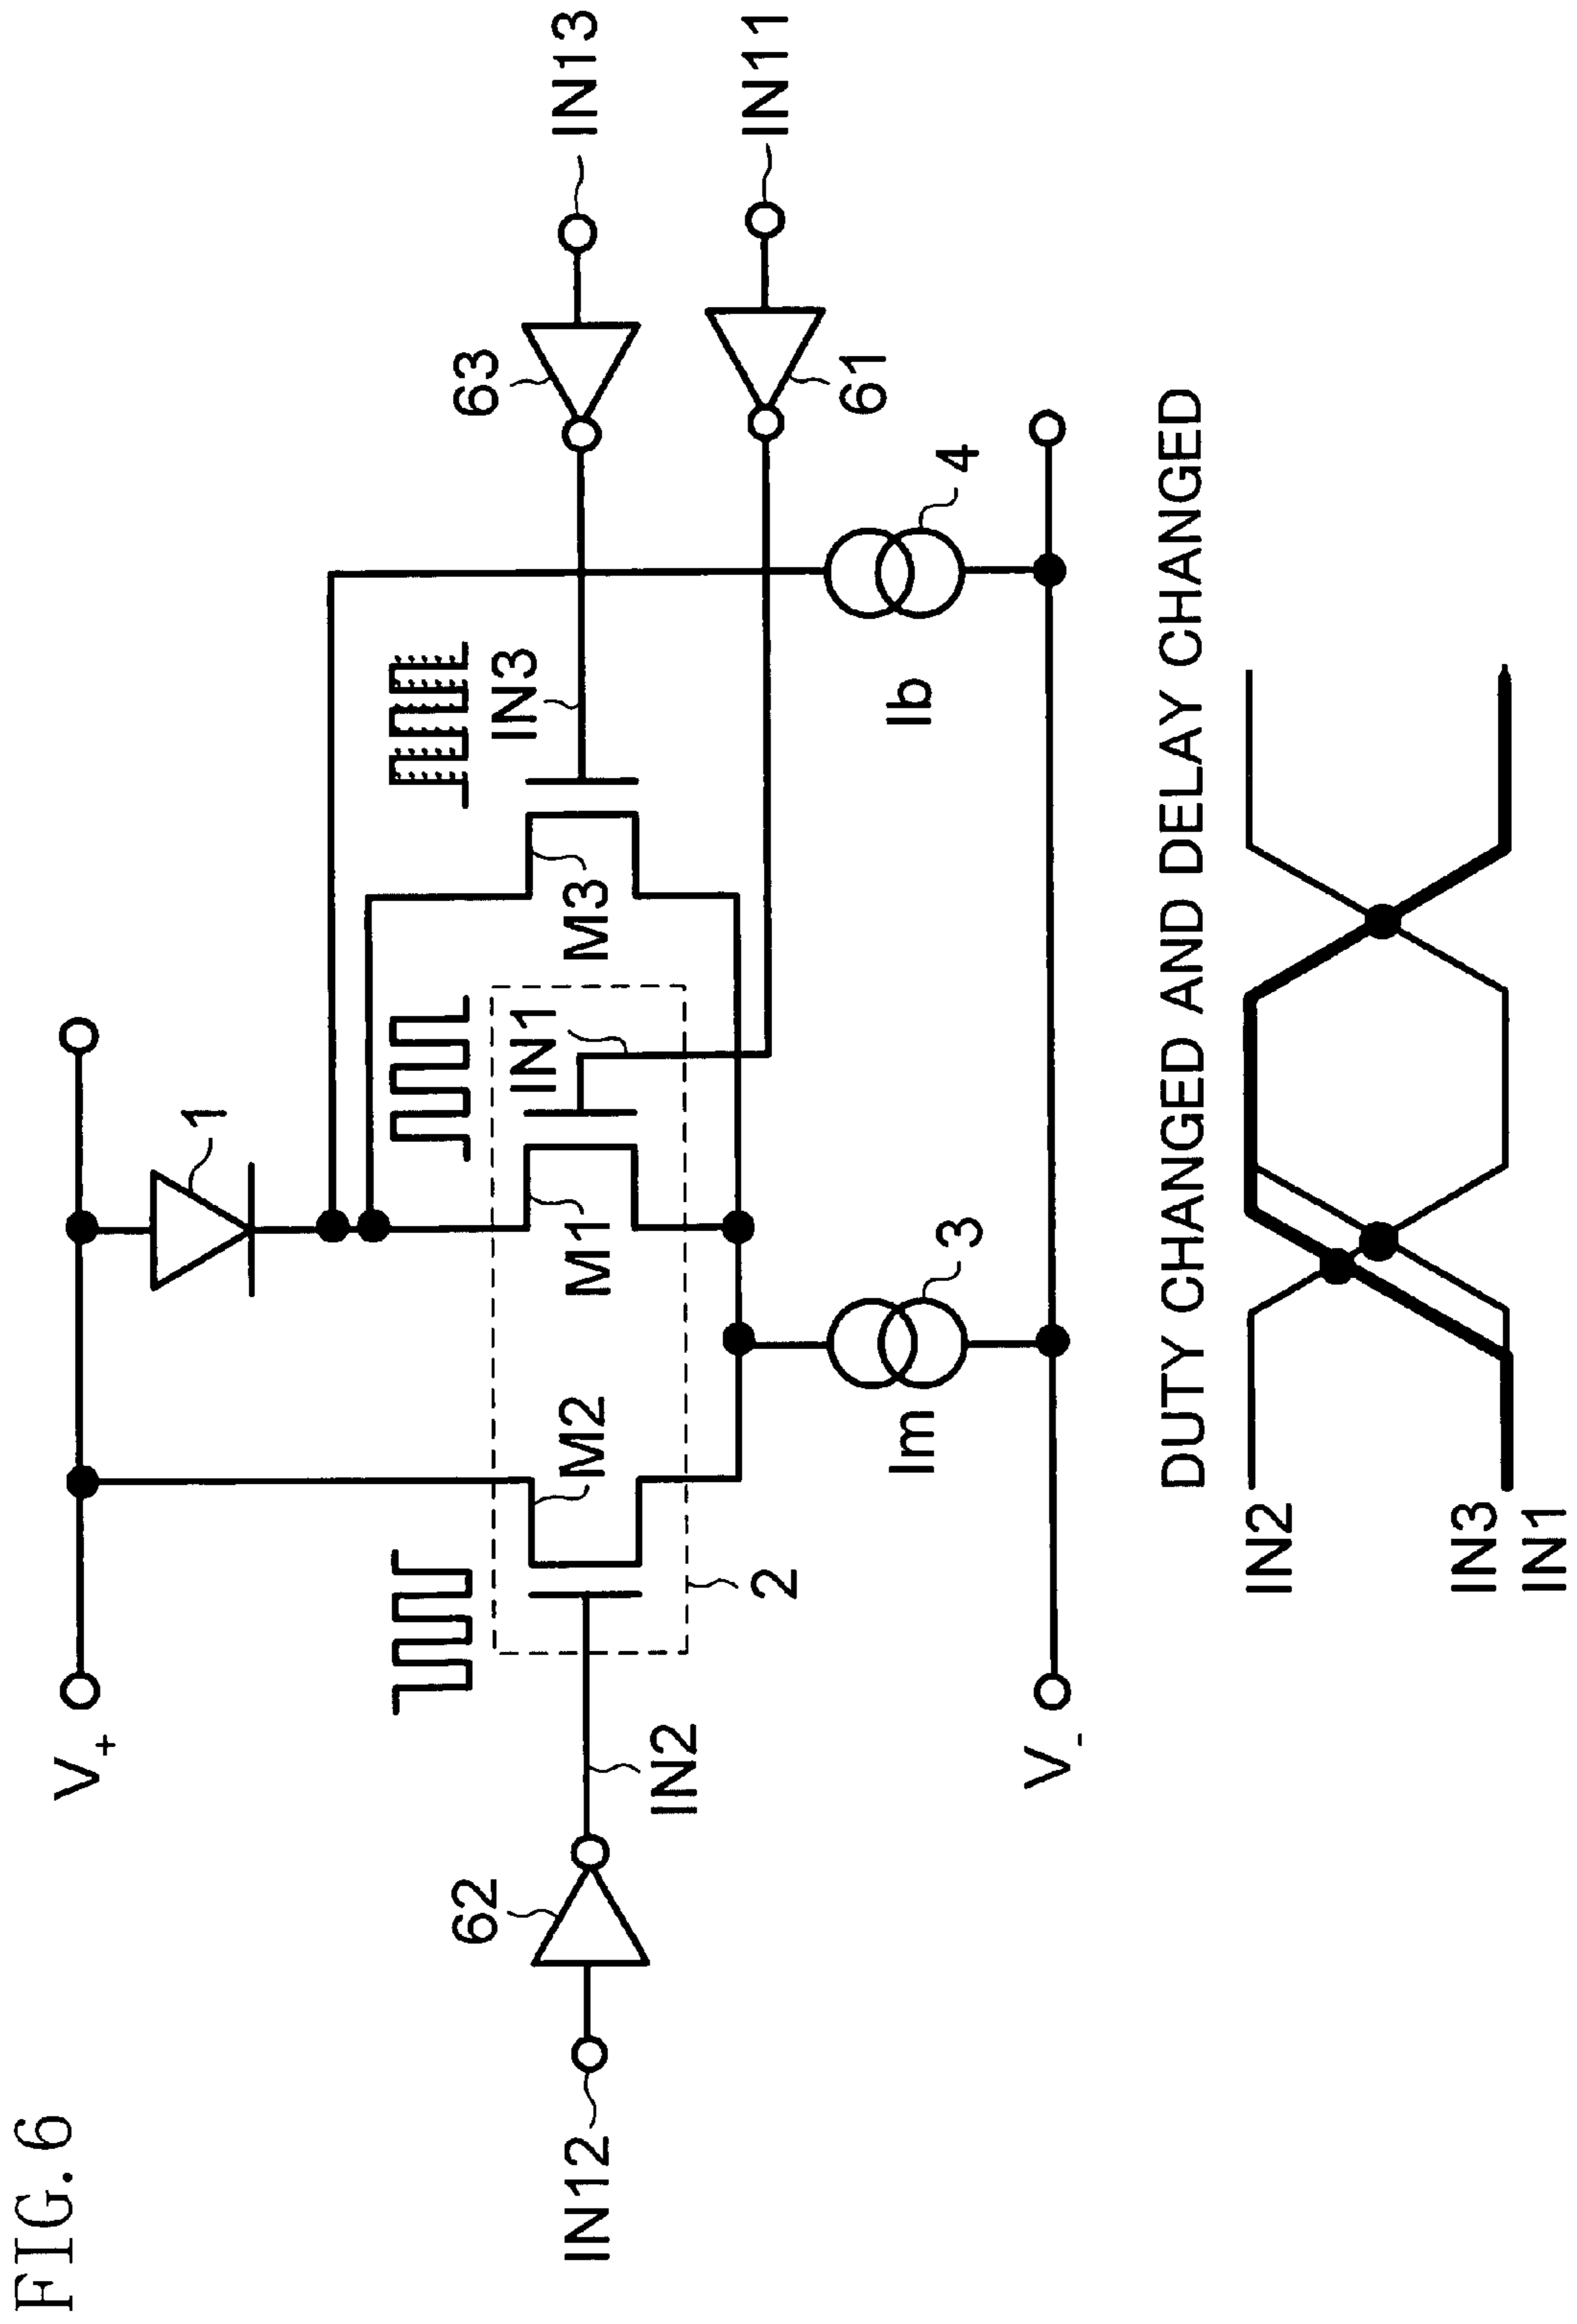 FIG. 6
V+
1
M2
M1
IN1
M3
IN3
63
IN13
62
IN12
IN2
2
61
IN11
Im
3
Ib
4
V-
DUTY CHANGED AND DELAY CHANGED
IN2
IN3
IN1